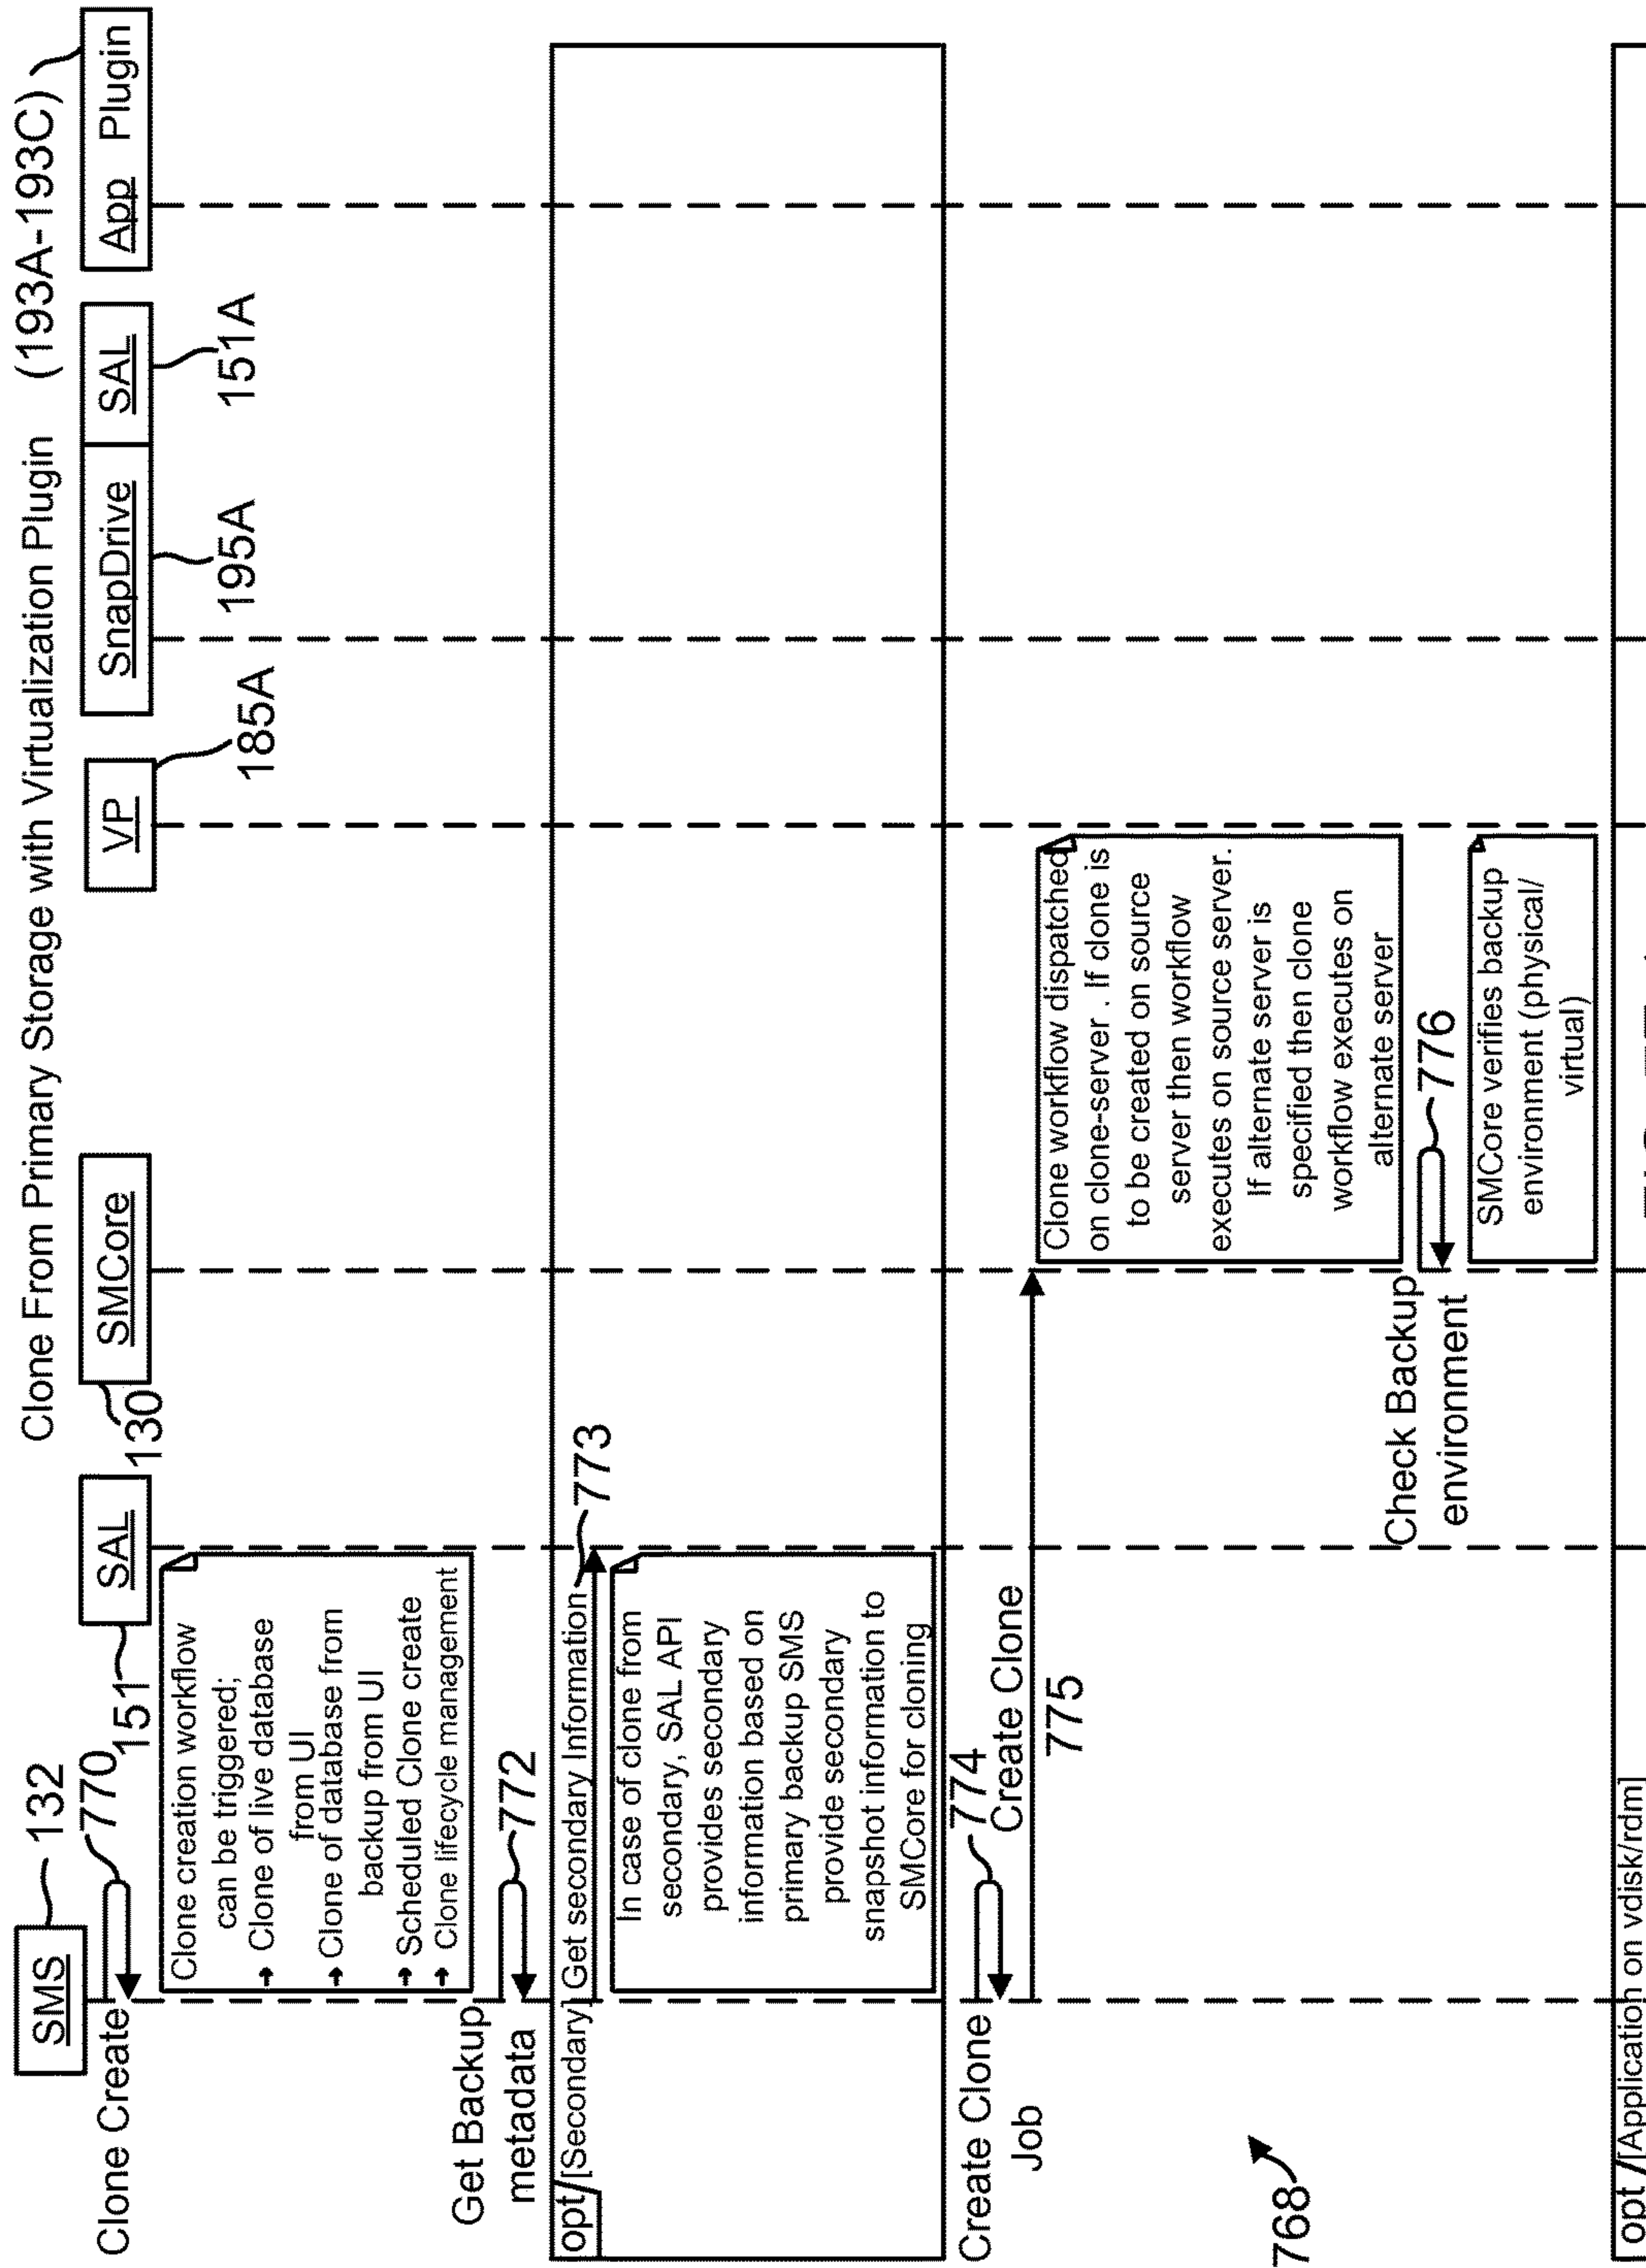 Clone From Primary Storage with Virtualization Plugin
(193A-193C)
SMS
132
SAL
151
SMCore
130
VP
185A
SnapDrive
195A
SAL
151A
App Plugin
Clone Create
770
Clone creation workflow
can be triggered;
→ Clone of live database
from UI
→ Clone of database from
backup from UI
→ Scheduled Clone create
→ Clone lifecycle management
Get Backup
metadata
772
opt
[Secondary]
Get secondary Information
773
In case of clone from
secondary, SAL API
provides secondary
information based on
primary backup SMS
provide secondary
snapshot information to
SMCore for cloning
Create Clone
Job
774
Create Clone
775
Clone workflow dispatched
on clone-server . If clone is
to be created on source
server then workflow
executes on source server.
If alternate server is
specified then clone
workflow executes on
alternate server
Check Backup
environment
776
SMCore verifies backup
environment (physical/
virtual)
768
opt
[Application on vdisk/rdm]